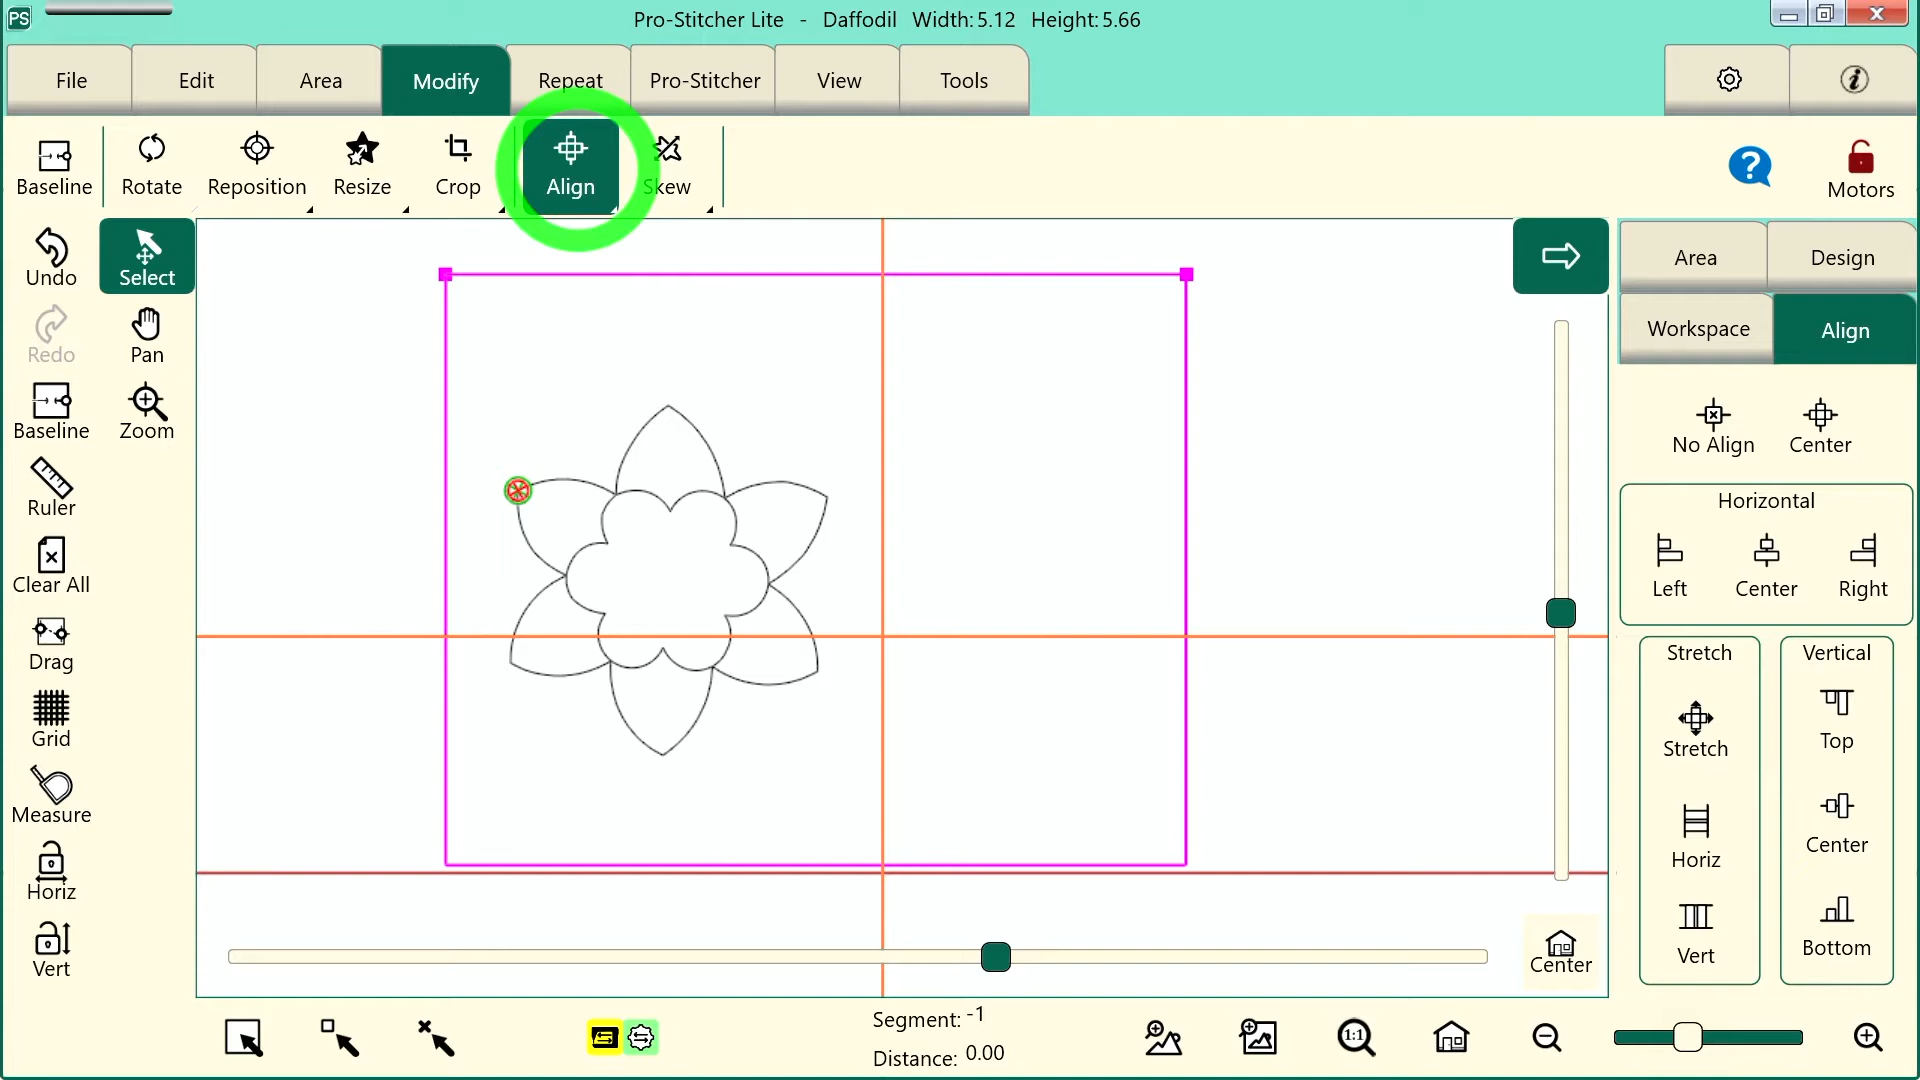 PS
Pro-Stitcher Lite - Daffodil Width: 5.12 Height: 5.66
File Edit Area Modify Repeat Pro-Stitcher View Tools
Baseline Rotate Reposition Resize Crop Align Skew Motors
Undo Select
Redo Pan
Baseline Zoom
Ruler
Clear All
Drag
Grid
Measure
Horiz
Vert
Area Design
Workspace Align
No Align Center
Horizontal
Left Center Right
Stretch
Stretch
Horiz
Vert
Vertical
Top
Center
Bottom
Center
Segment: -1
Distance: 0.00
1:1